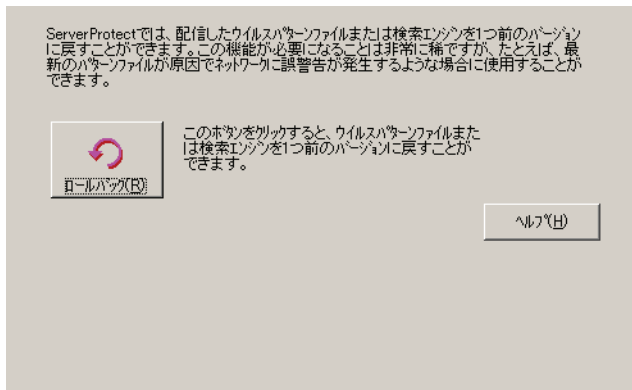 ServerProtectでは、配信したウイルスパターンファイルまたは検索エンジンを1つ前のバージョン
に戻すことができます。この機能が必要になることは非常に稀ですが、たとえば、最
新のパターンファイルが原因でネットワークに誤警告が発生するような場合に使用することが
できます。
このボタンをクリックすると、ウイルスパターンファイルまた
は検索エンジンを1つ前のバージョンに戻すことが
できます。
ロールバック(R)
ヘルプ(H)